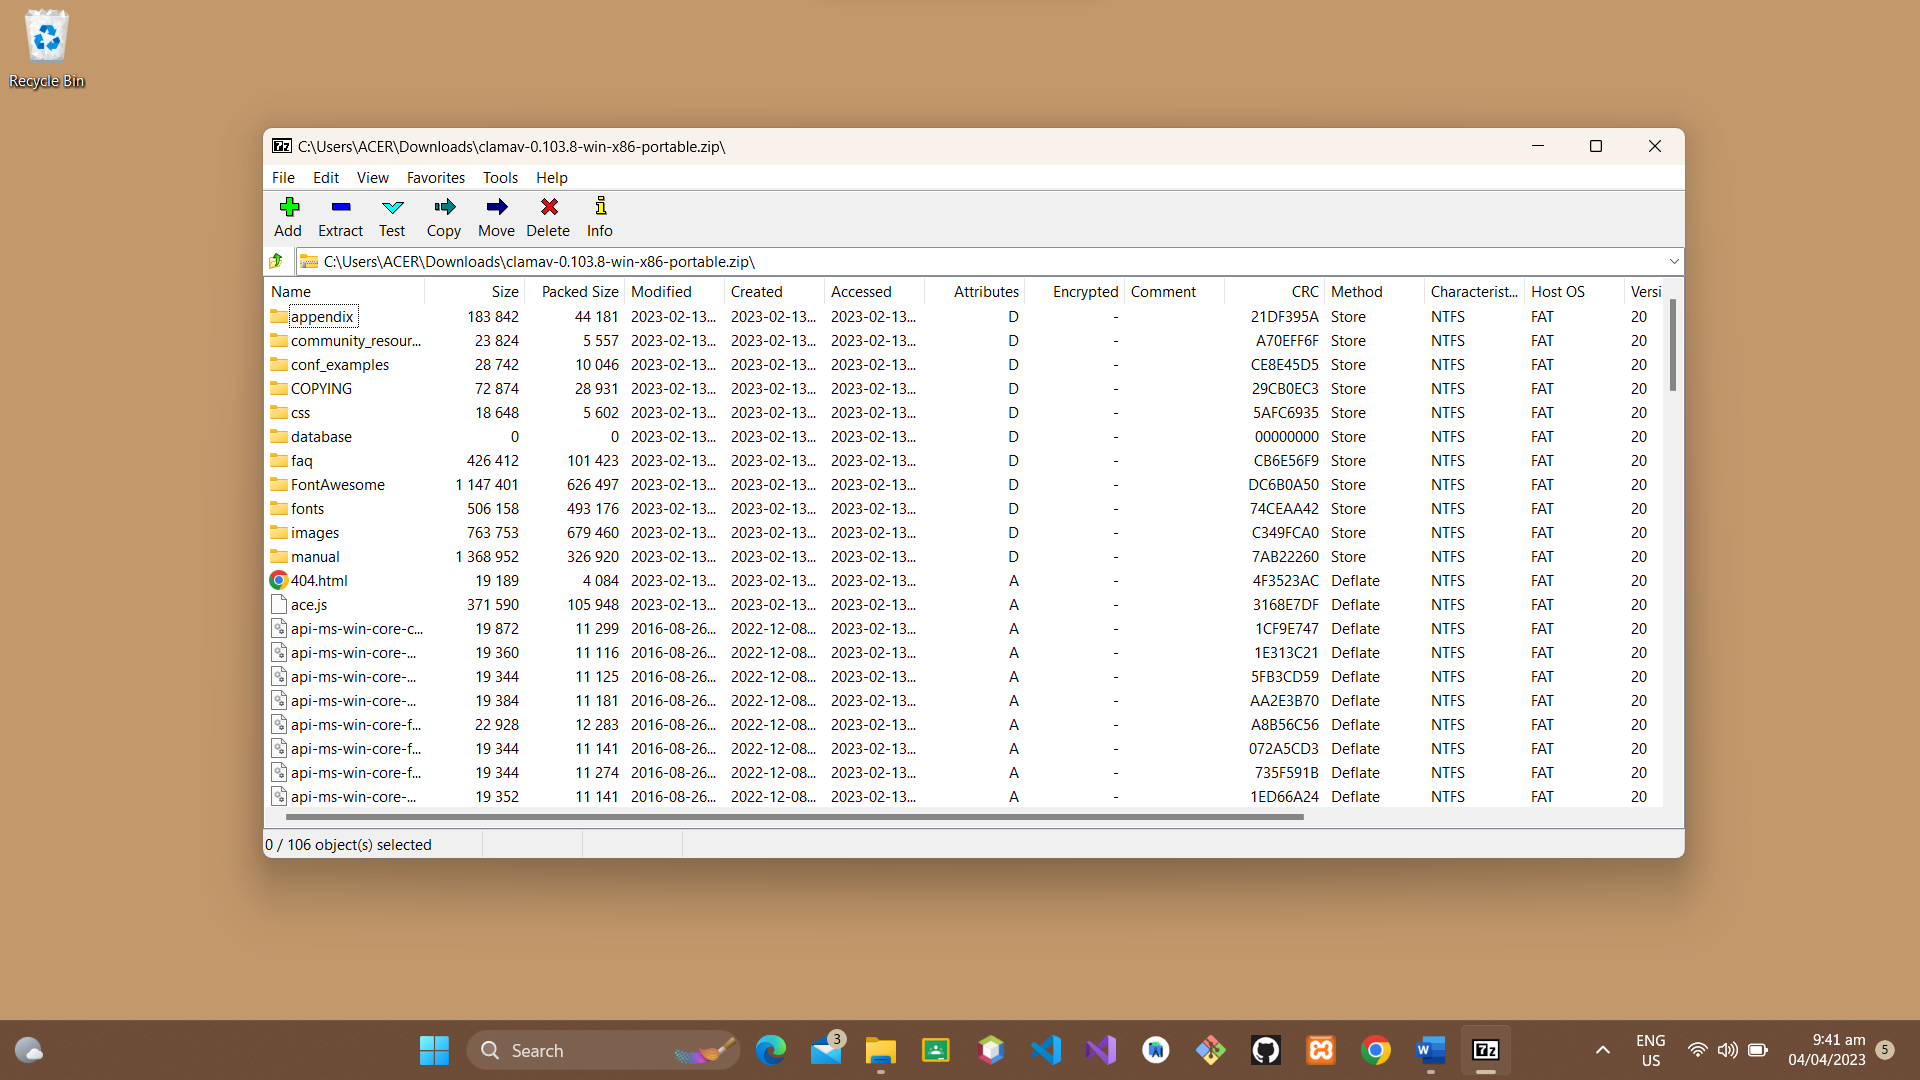 Recycle Bin
C:\Users\ACER\Downloads\clamav-0.103.8-win-x86-portable.zip\
File Edit View Favorites Tools Help
Add Extract Test Copy Move Delete Info
C:\Users\ACER\Downloads\clamav-0.103.8-win-x86-portable.zip\
Name Size Packed Size Modified Created Accessed Attributes Encrypted Comment CRC Method Characterist... Host OS Versi
appendix 183 842 44 181 2023-02-13... 2023-02-13... 2023-02-13... D - 21DF395A Store NTFS FAT 20
community_resour... 23 824 5 557 2023-02-13... 2023-02-13... 2023-02-13... D - A70EFF6F Store NTFS FAT 20
conf_examples 28 742 10 046 2023-02-13... 2023-02-13... 2023-02-13... D - CE8E45D5 Store NTFS FAT 20
COPYING 72 874 28 931 2023-02-13... 2023-02-13... 2023-02-13... D - 29CB0EC3 Store NTFS FAT 20
css 18 648 5 602 2023-02-13... 2023-02-13... 2023-02-13... D - 5AFC6935 Store NTFS FAT 20
database 0 0 2023-02-13... 2023-02-13... 2023-02-13... D - 00000000 Store NTFS FAT 20
faq 426 412 101 423 2023-02-13... 2023-02-13... 2023-02-13... D - CB6E56F9 Store NTFS FAT 20
FontAwesome 1 147 401 626 497 2023-02-13... 2023-02-13... 2023-02-13... D - DC6B0A50 Store NTFS FAT 20
fonts 506 158 493 176 2023-02-13... 2023-02-13... 2023-02-13... D - 74CEAA42 Store NTFS FAT 20
images 763 753 679 460 2023-02-13... 2023-02-13... 2023-02-13... D - C349FCA0 Store NTFS FAT 20
manual 1 368 952 326 920 2023-02-13... 2023-02-13... 2023-02-13... D - 7AB22260 Store NTFS FAT 20
404.html 19 189 4 084 2023-02-13... 2023-02-13... 2023-02-13... A - 4F3523AC Deflate NTFS FAT 20
ace.js 371 590 105 948 2023-02-13... 2023-02-13... 2023-02-13... A - 3168E7DF Deflate NTFS FAT 20
api-ms-win-core-c... 19 872 11 299 2016-08-26... 2022-12-08... 2023-02-13... A - 1CF9E747 Deflate NTFS FAT 20
api-ms-win-core-... 19 360 11 116 2016-08-26... 2022-12-08... 2023-02-13... A - 1E313C21 Deflate NTFS FAT 20
api-ms-win-core-... 19 344 11 125 2016-08-26... 2022-12-08... 2023-02-13... A - 5FB3CD59 Deflate NTFS FAT 20
api-ms-win-core-... 19 384 11 181 2016-08-26... 2022-12-08... 2023-02-13... A - AA2E3B70 Deflate NTFS FAT 20
api-ms-win-core-f... 22 928 12 283 2016-08-26... 2022-12-08... 2023-02-13... A - A8B56C56 Deflate NTFS FAT 20
api-ms-win-core-f... 19 344 11 141 2016-08-26... 2022-12-08... 2023-02-13... A - 072A5CD3 Deflate NTFS FAT 20
api-ms-win-core-f... 19 344 11 274 2016-08-26... 2022-12-08... 2023-02-13... A - 735F591B Deflate NTFS FAT 20
api-ms-win-core-... 19 352 11 141 2016-08-26... 2022-12-08... 2023-02-13... A - 1ED66A24 Deflate NTFS FAT 20
0 / 106 object(s) selected
Search 3 ENG 9:41 am 5
US 04/04/2023